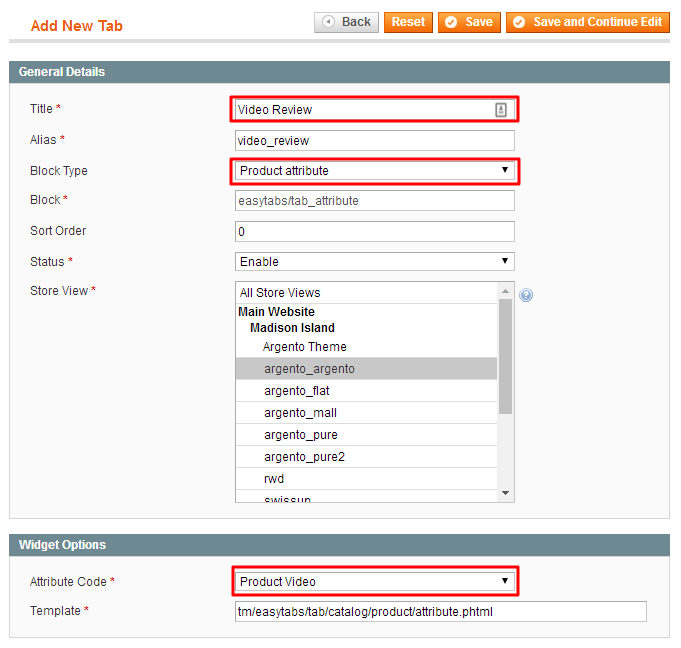 Add New Tab
Back
Reset
Save
Save and Continue Edit
General Details
Title *
Video Review
Alias *
video_review
Block Type
Product attribute
Block *
easytabs/tab_attribute
Sort Order
0
Status *
Enable
Store View *
All Store Views
Main Website
Madison Island
Argento Theme
argento_argento
argento_flat
argento_mall
argento_pure
argento_pure2
rwd
swissup
Widget Options
Attribute Code *
Product Video
Template *
tm/easytabs/tab/catalog/product/attribute.phtml